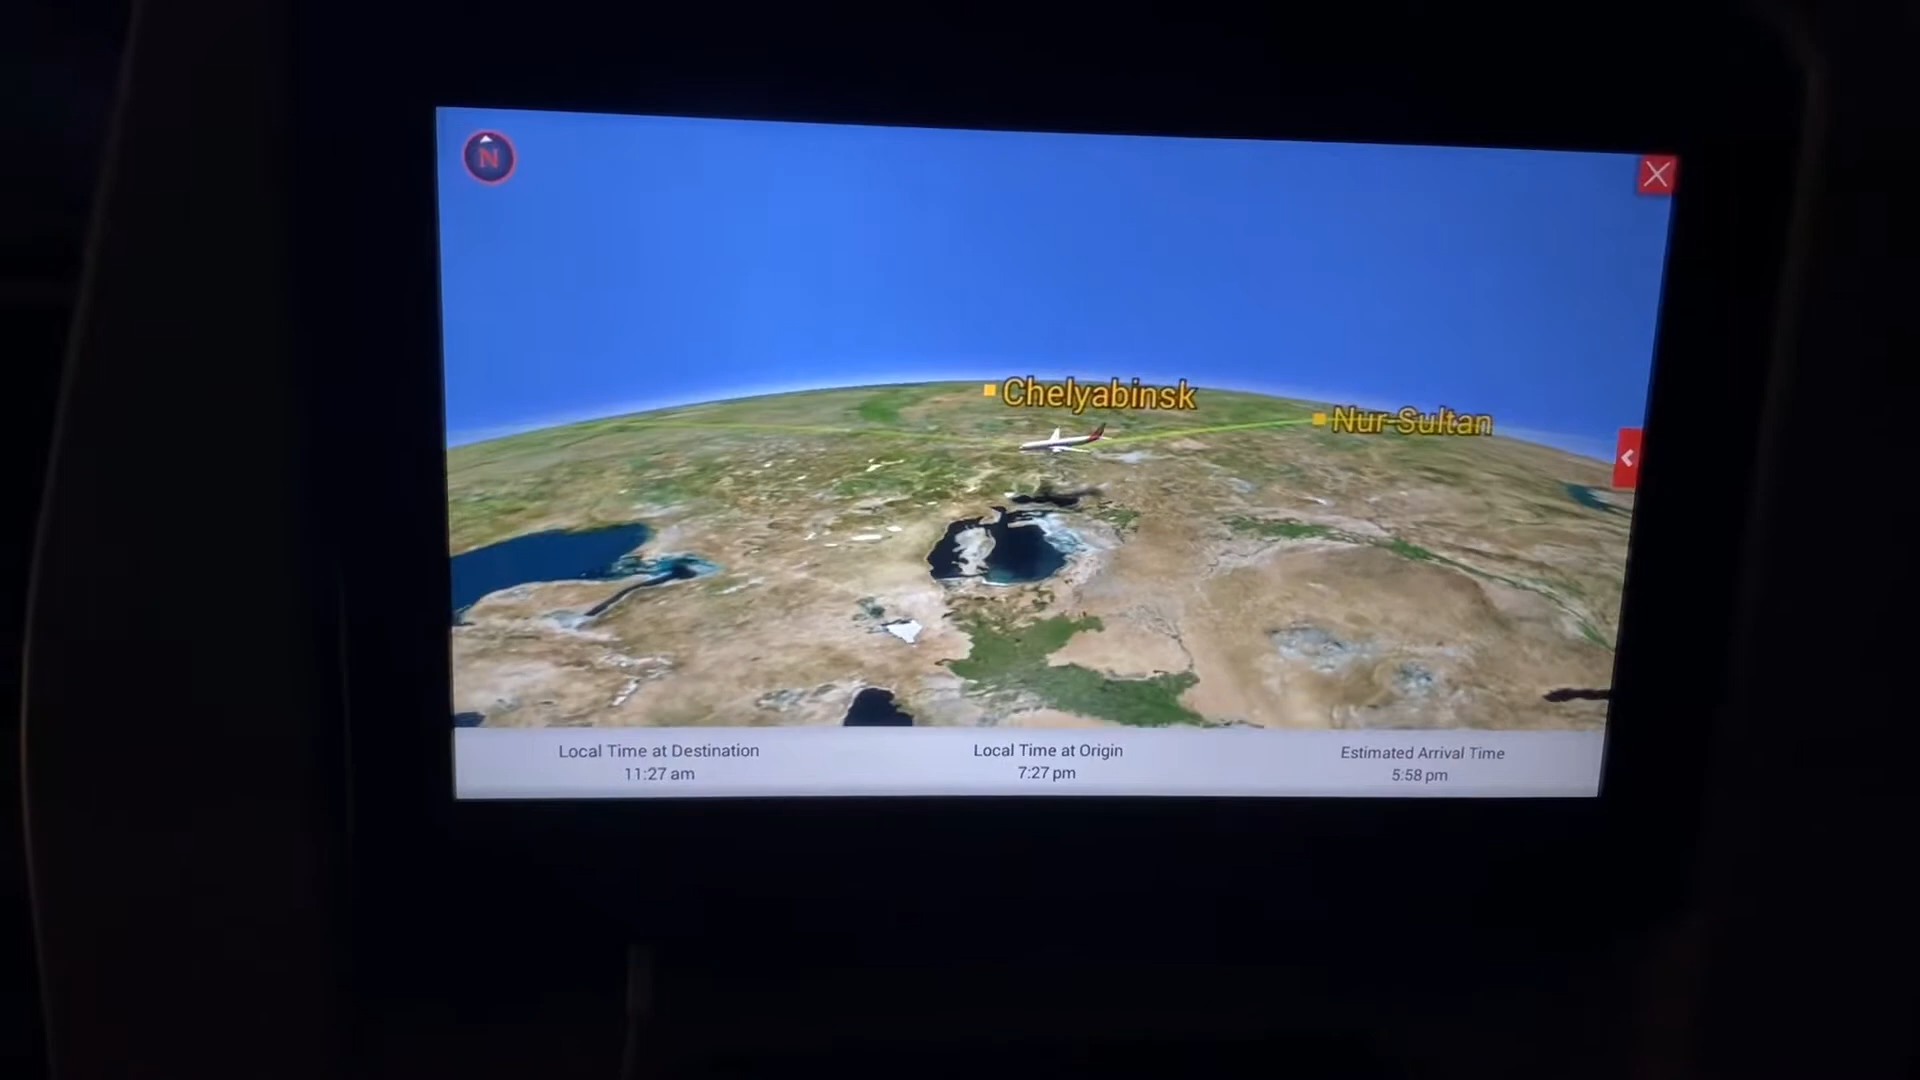 N
Chelyabinsk
Nur-Sultan
Local Time at Destination
11:27 am
Local Time at Origin
7:27 pm
Estimated Arrival Time
5:58 pm